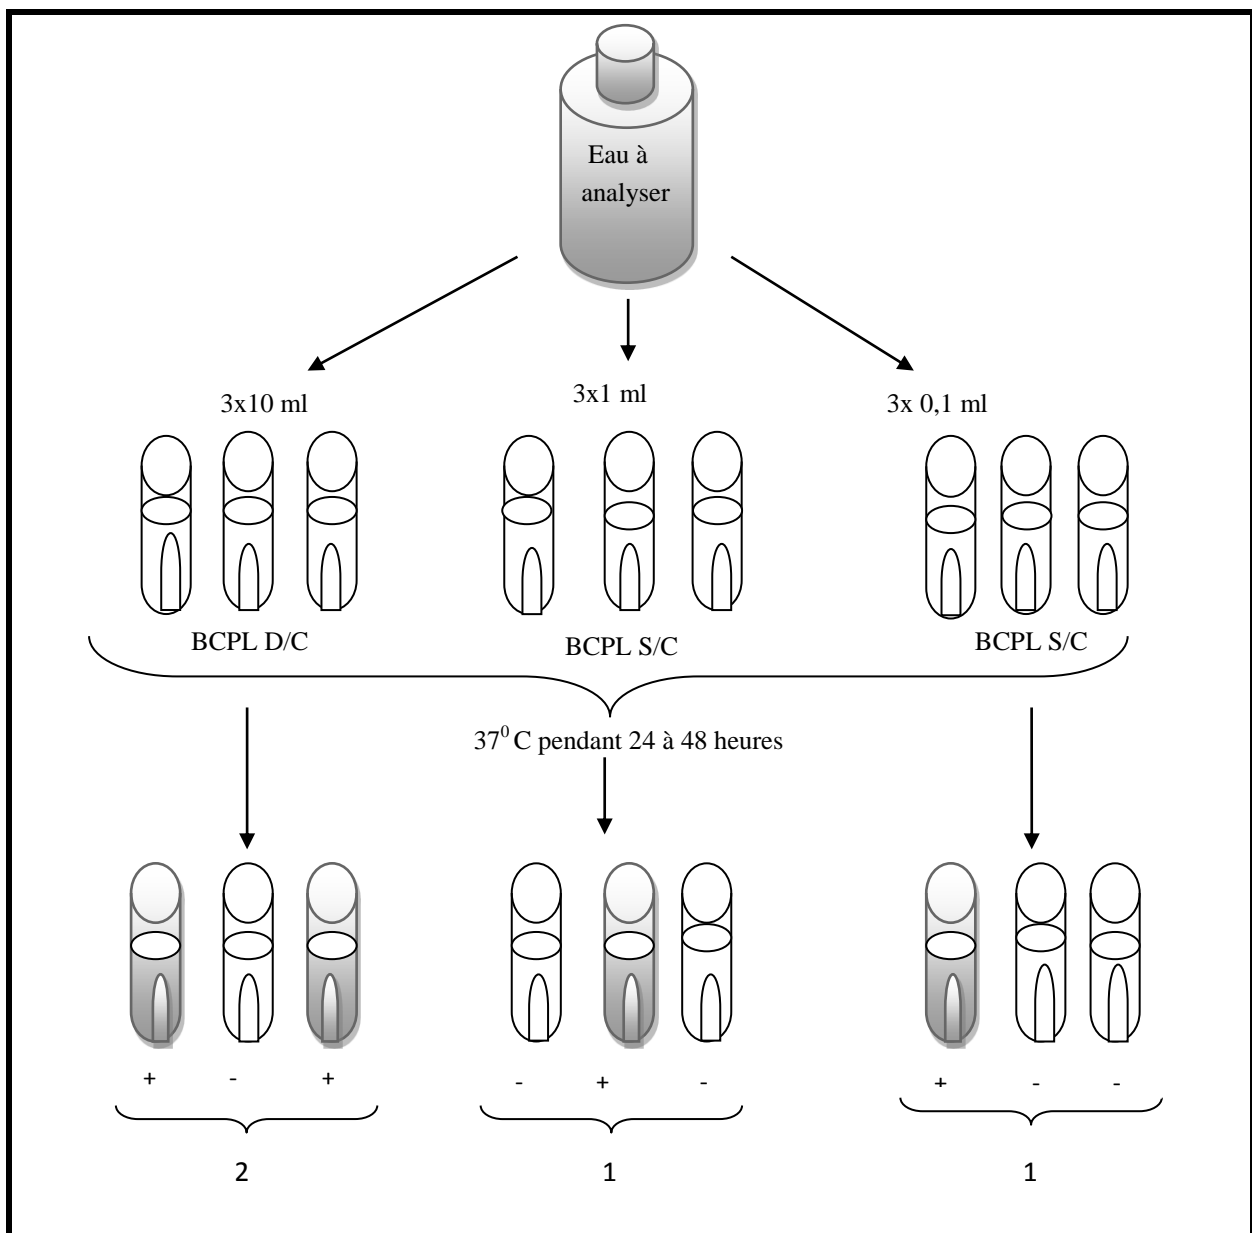 Eau à
analyser
3x10 ml
3x1 ml
3x 0,1 ml
BCPL D/C
BCPL S/C
BCPL S/C
37⁰ C pendant 24 à 48 heures
+ - +
- + -
+ - -
2
1
1